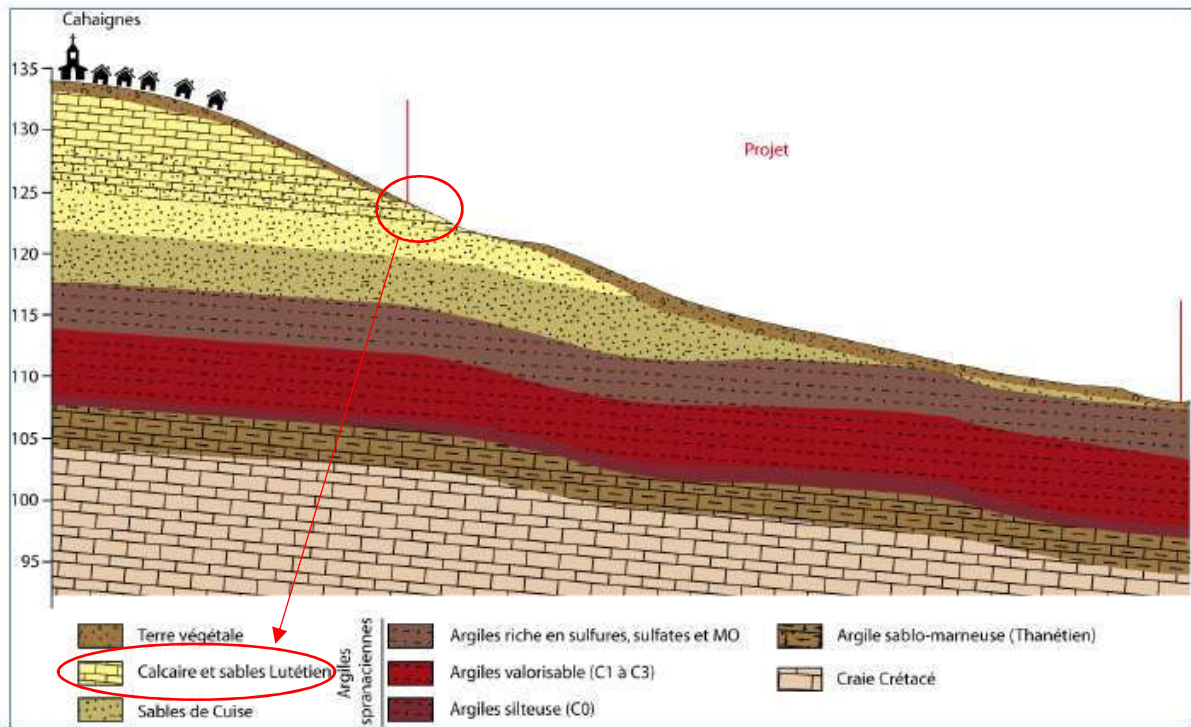 Cahaignes
135
130
125
120
115
110
105
100
95
Projet
Terre végétale
Calcaire et sables Lutétien
Sables de Cuise
Argiles
spranaciennes
Argiles riche en sulfures, sulfates et MO
Argiles valorisable (C1 à C3)
Argiles silteuse (C0)
Argile sablo-marneuse (Thanétien)
Craie Crétacé